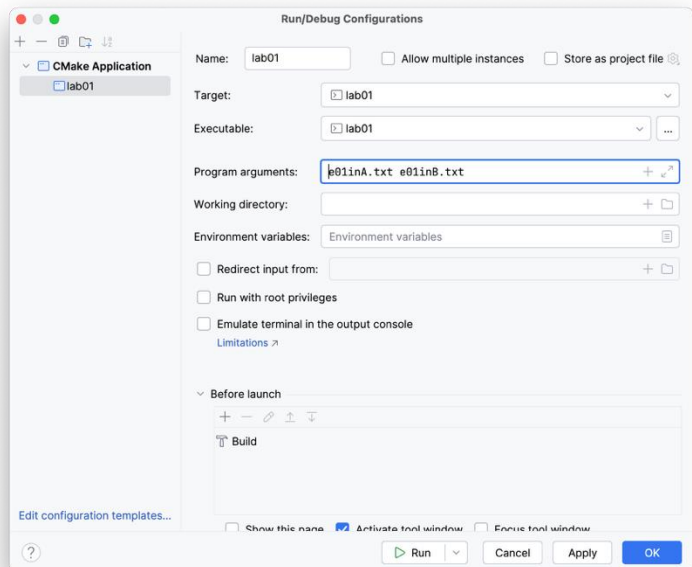 Run/Debug Configurations
CMake Application
lab01
Name: lab01 Allow multiple instances Store as project file
Target: lab01
Executable: lab01 ...
Program arguments: e01inA.txt e01inB.txt
Working directory:
Environment variables: Environment variables
Redirect input from:
Run with root privileges
Emulate terminal in the output console
Limitations ↗
Before launch
Build
Edit configuration templates...
Show this page Activate tool window Focus tool window
? Run Cancel Apply OK